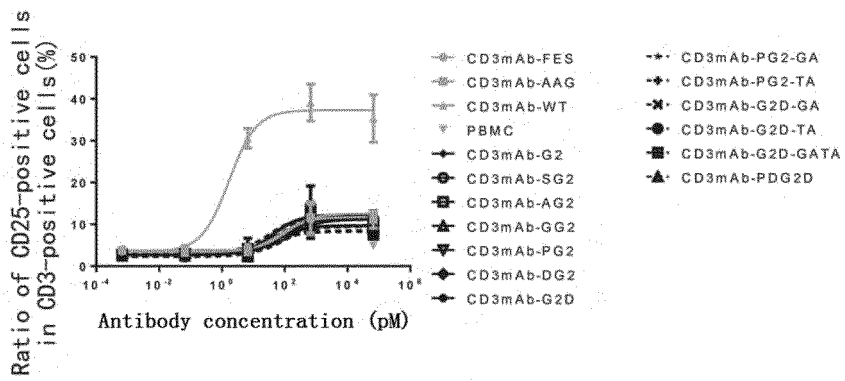 Ratio of CD25-positive cells
in CD3-positive cells(%)
50
40
30
20
10
0
10⁻⁴
10⁻²
10⁰
10²
10⁴
10⁶
Antibody concentration (pM)
CD3mAb-FES
CD3mAb-AAG
CD3mAb-WT
PBMC
CD3mAb-G2
CD3mAb-SG2
CD3mAb-AG2
CD3mAb-GG2
CD3mAb-PG2
CD3mAb-DG2
CD3mAb-G2D
CD3mAb-PG2-GA
CD3mAb-PG2-TA
CD3mAb-G2D-GA
CD3mAb-G2D-TA
CD3mAb-G2D-GATA
CD3mAb-PDG2D